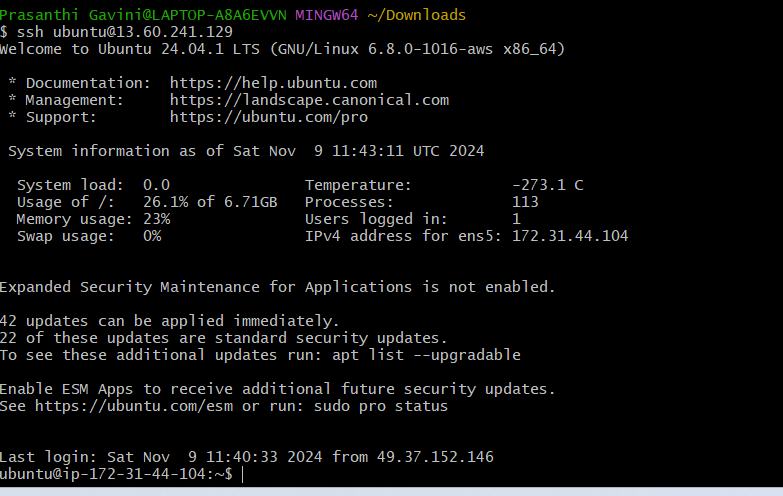 Prasanthi Gavini@LAPTOP-A8A6EVVN MINGW64 ~/Downloads
$ ssh ubuntu@13.60.241.129
Welcome to Ubuntu 24.04.1 LTS (GNU/Linux 6.8.0-1016-aws x86_64)
* Documentation:  https://help.ubuntu.com
* Management:     https://landscape.canonical.com
* Support:        https://ubuntu.com/pro
System information as of Sat Nov  9 11:43:11 UTC 2024
System load:  0.0               Temperature:           -273.1 C
Usage of /:   26.1% of 6.71GB   Processes:             113
Memory usage: 23%               Users logged in:       1
Swap usage:   0%                IPv4 address for ens5: 172.31.44.104
Expanded Security Maintenance for Applications is not enabled.
42 updates can be applied immediately.
22 of these updates are standard security updates.
To see these additional updates run: apt list --upgradable
Enable ESM Apps to receive additional future security updates.
See https://ubuntu.com/esm or run: sudo pro status
Last login: Sat Nov  9 11:40:33 2024 from 49.37.152.146
ubuntu@ip-172-31-44-104:~$